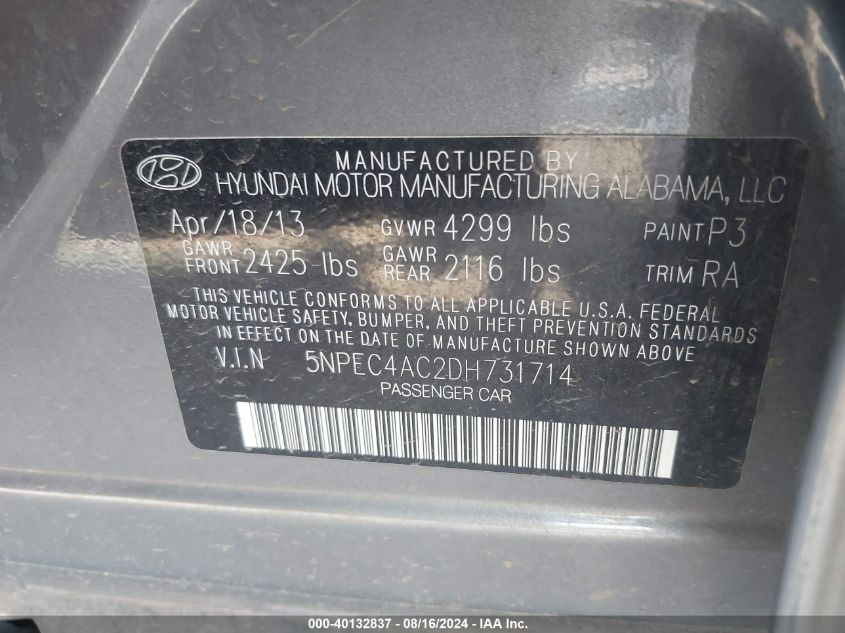 MANUFACTURED BY
HYUNDAI MOTOR MANUFACTURING ALABAMA, LLC
Apr/18/13 GVWR 4299 lbs PAINT P3
GAWR FRONT 2425 lbs GAWR REAR 2116 lbs TRIM RA
THIS VEHICLE CONFORMS TO ALL APPLICABLE U.S.A. FEDERAL
MOTOR VEHICLE SAFETY, BUMPER, AND THEFT PREVENTION STANDARDS
IN EFFECT ON THE DATE OF MANUFACTURE SHOWN ABOVE
V.I.N 5NPEC4AC2DH731714
PASSENGER CAR
000-40132837 - 08/16/2024 - IAA Inc.